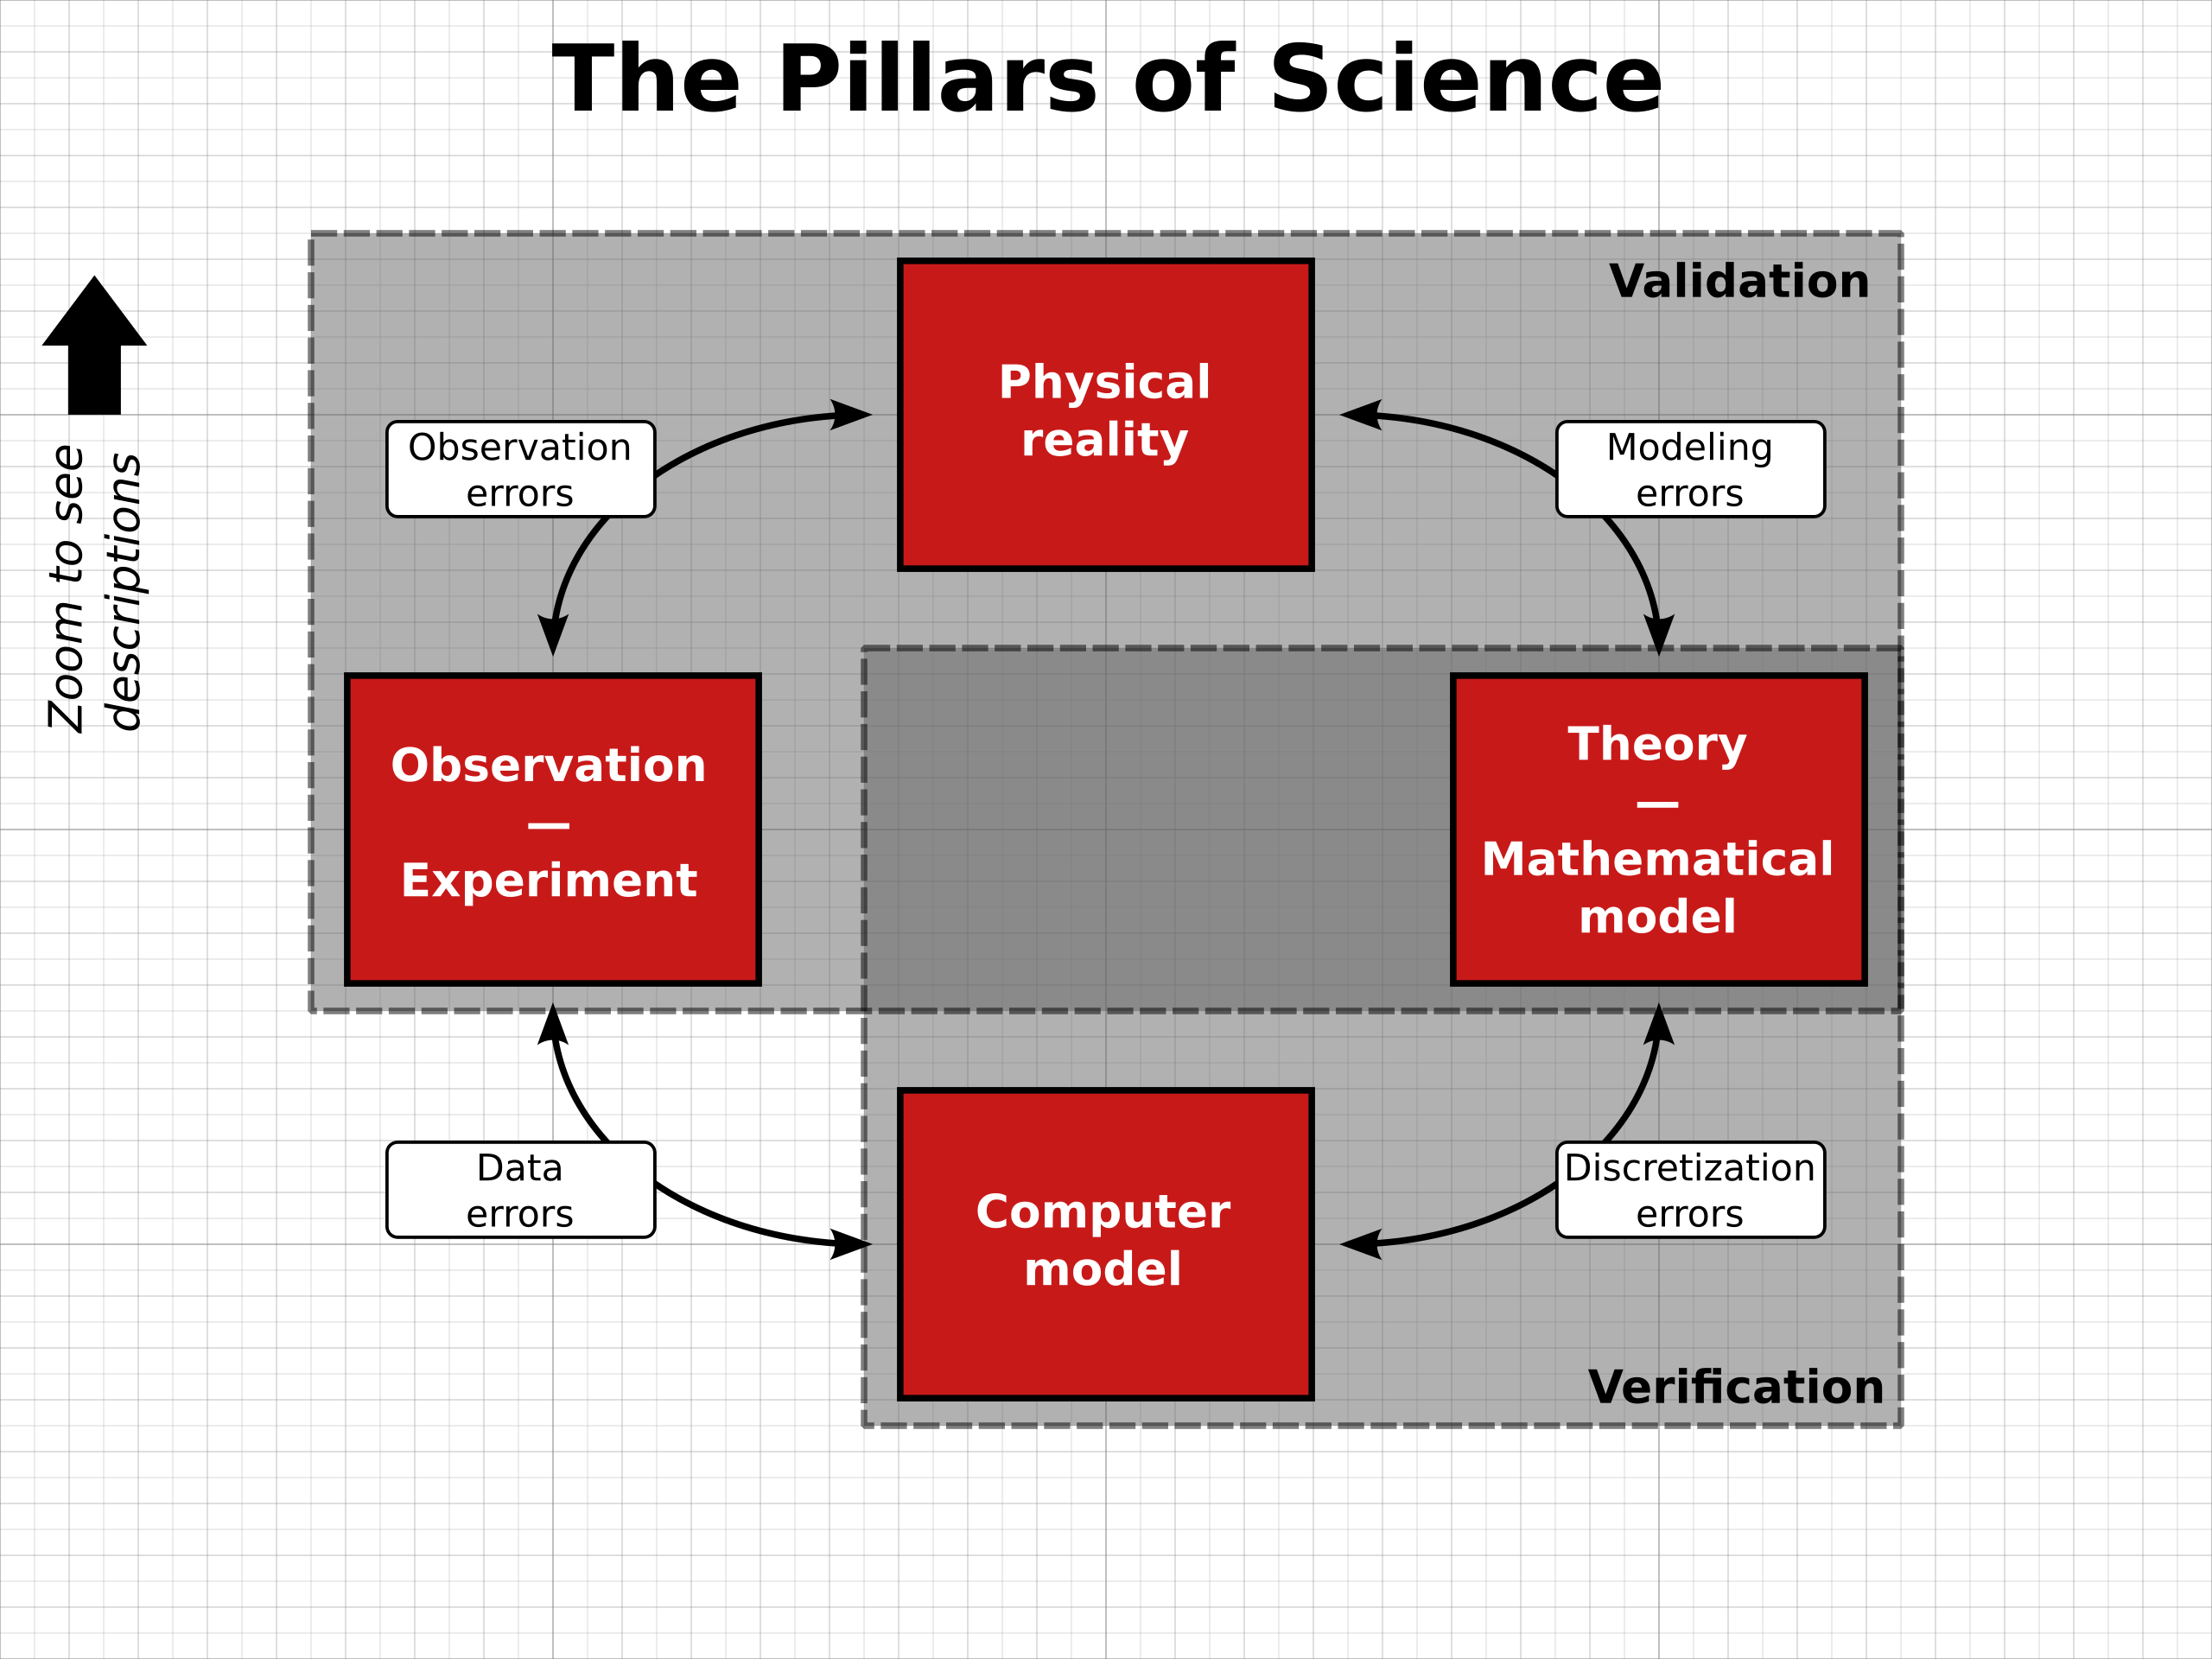 The Pillars of Science
Zoom to see
descriptions
Validation
Physical
reality
Observation
errors
Modeling
errors
Observation
—
Experiment
Theory
—
Mathematical
model
Data
errors
Discretization
errors
Computer
model
Verification